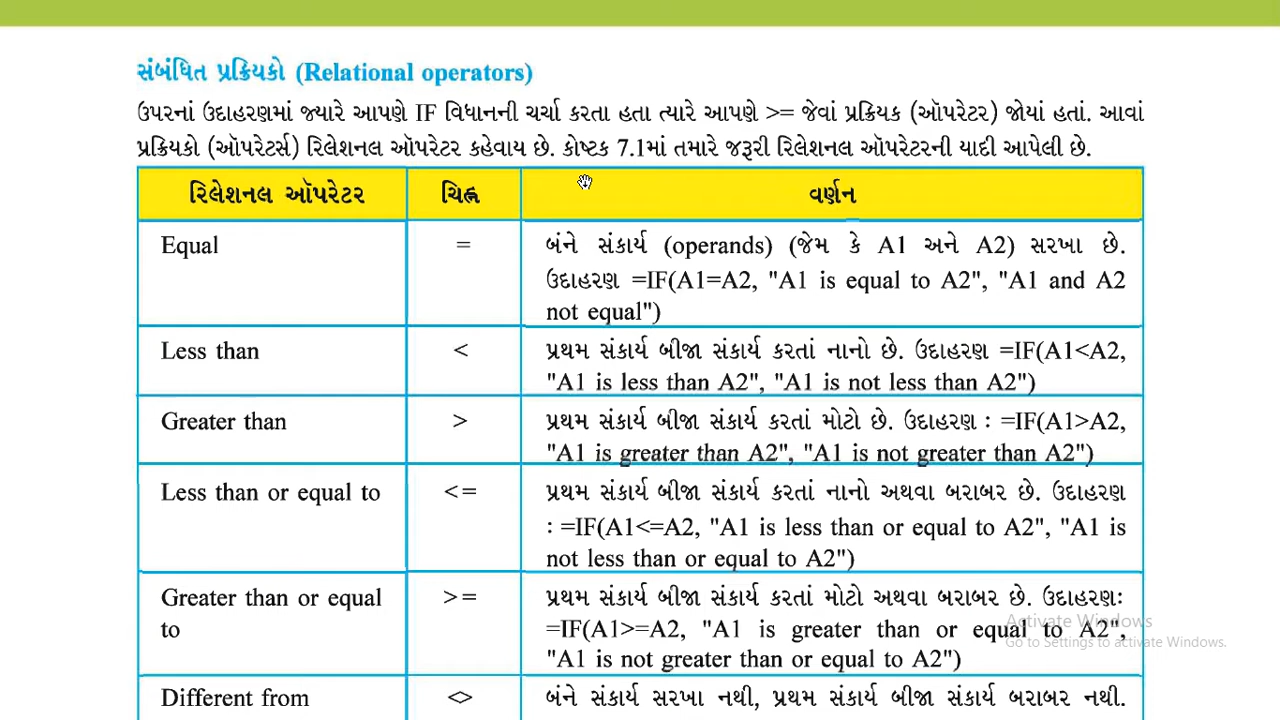 સંબંધિત પ્રક્રિયકો (Relational operators)
ઉપરનાં ઉદાહરણમાં જ્યારે આપણે IF વિધાનની ચર્ચા કરતા હતા ત્યારે આપણે >= જેવાં પ્રક્રિયક (ઑપરેટર) જોયાં હતાં. આવાં
પ્રક્રિયકો (ઑપરેટર્સ) રિલેશનલ ઑપરેટર કહેવાય છે. કોષ્ટક 7.1માં તમારે જરૂરી રિલેશનલ ઑપરેટરની યાદી આપેલી છે.
રિલેશનલ ઑપરેટર ચિહ્ન વર્ણન
Equal = બંને સંકાર્ય (operands) (જેમ કે A1 અને A2) સરખા છે.
ઉદાહરણ =IF(A1=A2, "A1 is equal to A2", "A1 and A2
not equal")
Less than < પ્રથમ સંકાર્ય બીજા સંકાર્ય કરતાં નાનો છે. ઉદાહરણ =IF(A1<A2,
"A1 is less than A2", "A1 is not less than A2")
Greater than > પ્રથમ સંકાર્ય બીજા સંકાર્ય કરતાં મોટો છે. ઉદાહરણ : =IF(A1>A2,
"A1 is greater than A2", "A1 is not greater than A2")
Less than or equal to <= પ્રથમ સંકાર્ય બીજા સંકાર્ય કરતાં નાનો અથવા બરાબર છે. ઉદાહરણ
: =IF(A1<=A2, "A1 is less than or equal to A2", "A1 is
not less than or equal to A2")
Greater than or equal >= પ્રથમ સંકાર્ય બીજા સંકાર્ય કરતાં મોટો અથવા બરાબર છે. ઉદાહરણઃ
to =IF(A1>=A2, "A1 is greater than or equal to A2",
"A1 is not greater than or equal to A2")
Activate Windows
Go to Settings to activate Windows.
Different from <> બંને સંકાર્ય સરખા નથી, પ્રથમ સંકાર્ય બીજા સંકાર્ય બરાબર નથી.